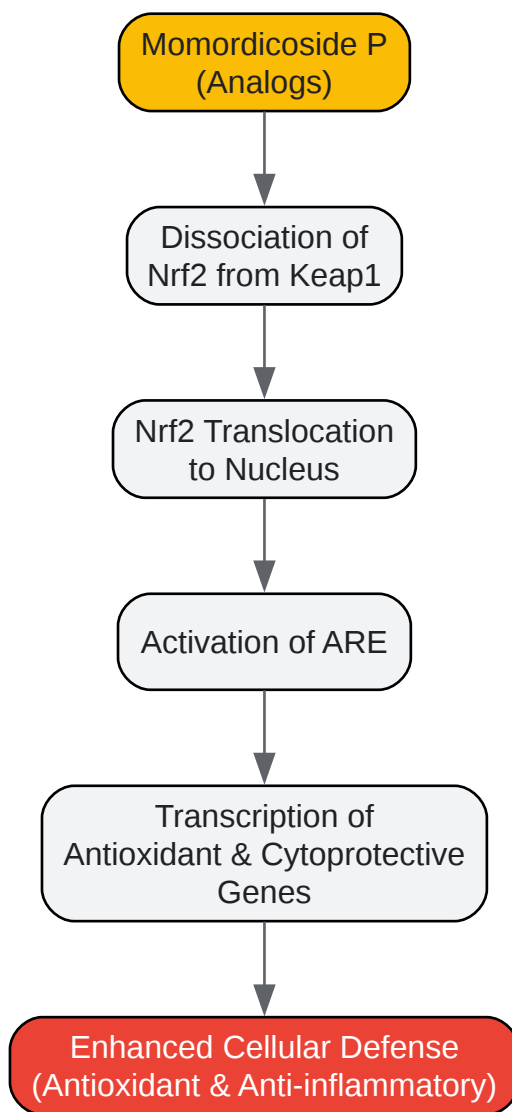 Momordicoside P
(Analogs)
Dissociation of
Nrf2 from Keap1
Nrf2 Translocation
to Nucleus
Activation of ARE
Transcription of
Antioxidant & Cytoprotective
Genes
Enhanced Cellular Defense
(Antioxidant & Anti-inflammatory)